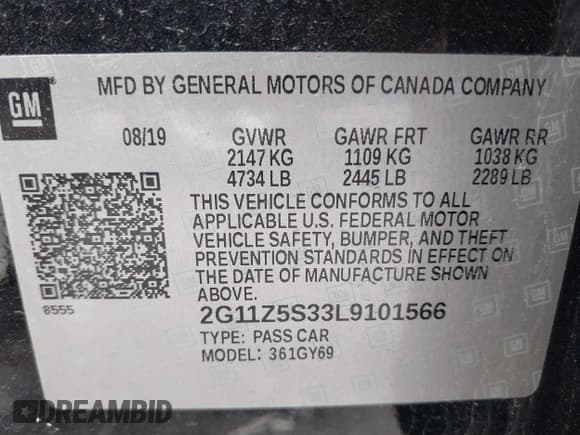 GM
MFD BY GENERAL MOTORS OF CANADA COMPANY
08/19 GVWR GAWR FRT GAWR RR
2147 KG 1109 KG 1038 KG
4734 LB 2445 LB 2289 LB
THIS VEHICLE CONFORMS TO ALL
APPLICABLE U.S. FEDERAL MOTOR
VEHICLE SAFETY, BUMPER, AND THEFT
PREVENTION STANDARDS IN EFFECT ON
THE DATE OF MANUFACTURE SHOWN
ABOVE.
8555
2G11Z5S33L9101566
TYPE: PASS CAR
MODEL: 361GY69
DREAMBID